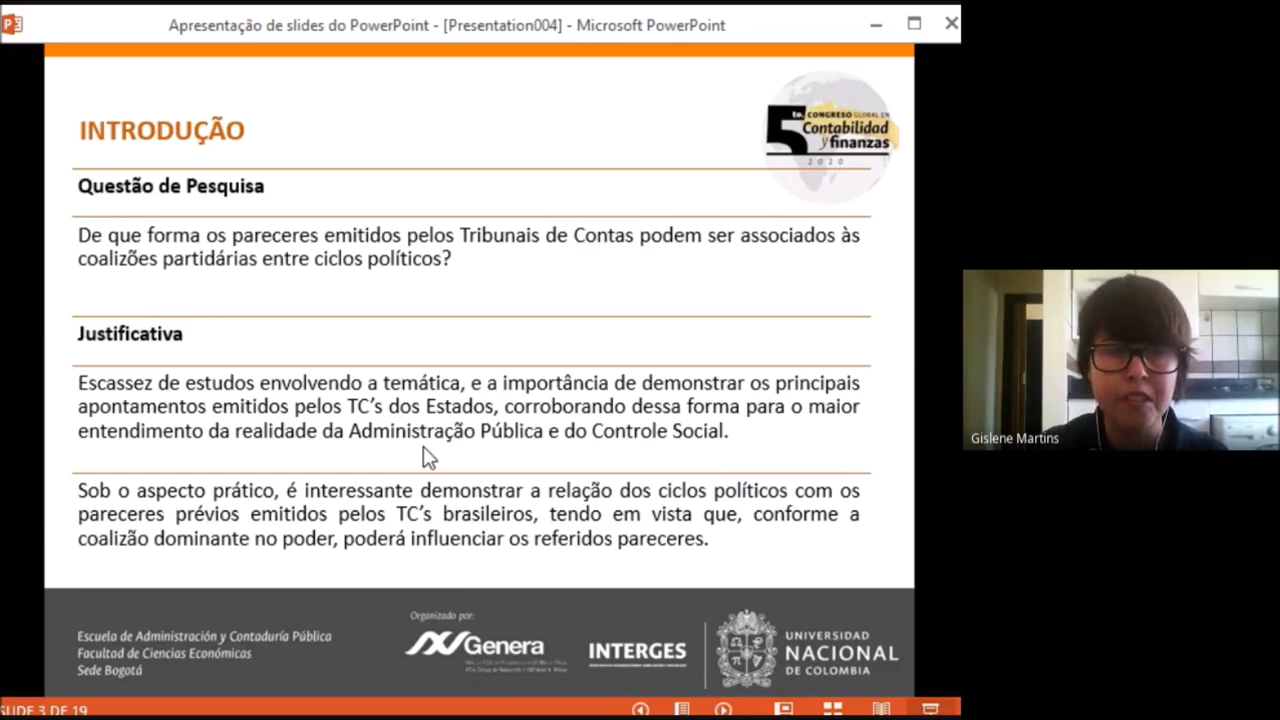 Apresentação de slides do PowerPoint - [Presentation004] - Microsoft PowerPoint
INTRODUÇÃO
5to. CONGRESO GLOBAL EN
Contabilidad
y finanzas
2020
Questão de Pesquisa
De que forma os pareceres emitidos pelos Tribunais de Contas podem ser associados às
coalizões partidárias entre ciclos políticos?
Justificativa
Escassez de estudos envolvendo a temática, e a importância de demonstrar os principais
apontamentos emitidos pelos TC’s dos Estados, corroborando dessa forma para o maior
entendimento da realidade da Administração Pública e do Controle Social.
Sob o aspecto prático, é interessante demonstrar a relação dos ciclos políticos com os
pareceres prévios emitidos pelos TC’s brasileiros, tendo em vista que, conforme a
coalizão dominante no poder, poderá influenciar os referidos pareceres.
Gislene Martins
Escuela de Administración y Contaduría Pública
Facultad de Ciencias Económicas
Sede Bogotá
Organizado por:
Genera
INTERGES
UNIVERSIDAD
NACIONAL
DE COLOMBIA
SLIDE 3 DE 19